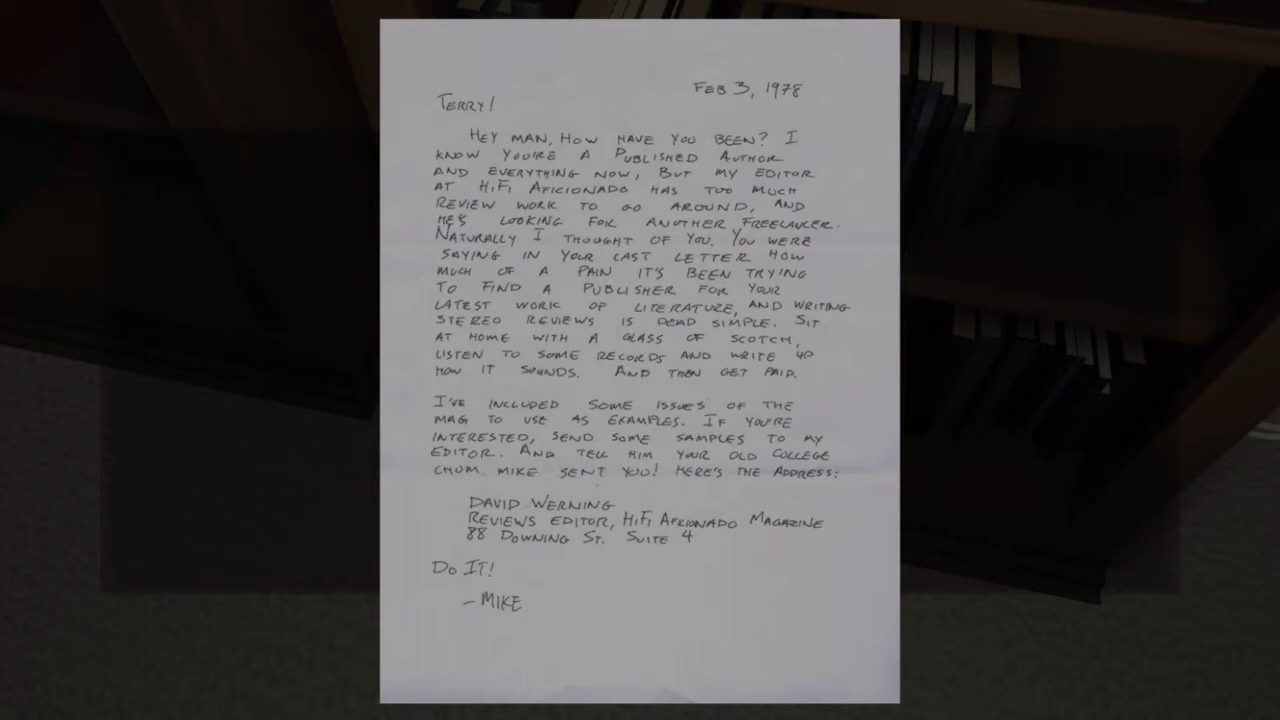 FEB 3, 1978
TERRY!
HEY MAN, HOW HAVE YOU BEEN? I
KNOW YOU'RE A PUBLISHED AUTHOR
AND EVERYTHING NOW, BUT MY EDITOR
AT HIFI AFICIONADO HAS TOO MUCH
REVIEW WORK TO GO AROUND, AND
HE'S LOOKING FOR ANOTHER FREELANCER.
NATURALLY I THOUGHT OF YOU. YOU WERE
SAYING IN YOUR LAST LETTER HOW
MUCH OF A PAIN IT'S BEEN TRYING
TO FIND A PUBLISHER FOR YOUR
LATEST WORK OF LITERATURE, AND WRITING
STEREO REVIEWS IS DEAD SIMPLE. SIT
AT HOME WITH A GLASS OF SCOTCH,
LISTEN TO SOME RECORDS AND WRITE UP
HOW IT SOUNDS. AND THEN GET PAID.
I'VE INCLUDED SOME ISSUES OF THE
MAG TO USE AS EXAMPLES. IF YOU'RE
INTERESTED, SEND SOME SAMPLES TO MY
EDITOR. AND TELL HIM YOUR OLD COLLEGE
CHUM MIKE SENT YOU! HERE'S THE ADDRESS:
DAVID WERNING
REVIEWS EDITOR, HIFI AFICIONADO MAGAZINE
88 DOWNING ST. SUITE 4
DO IT!
- MIKE